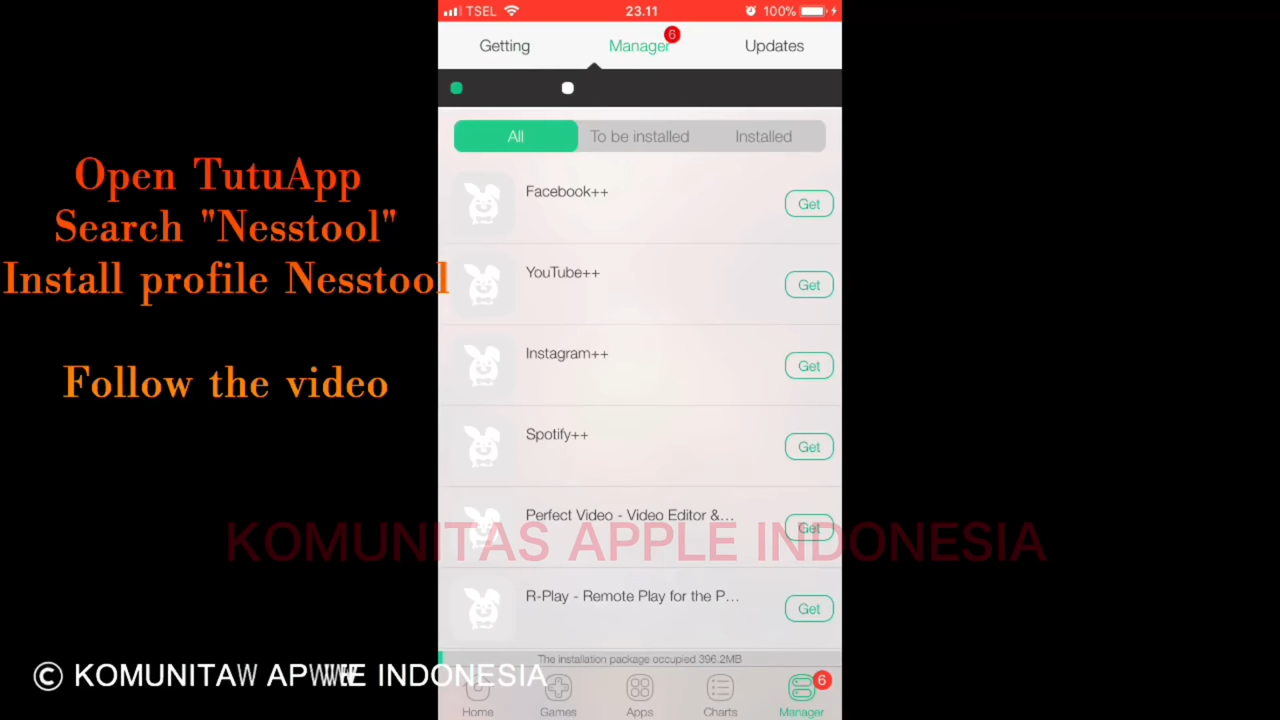 TSEL 23.11 100%
Getting Manager 6 Updates
All To be installed Installed
Open TutuApp
Search "Nesstool"
Install profile Nesstool
Follow the video
Facebook++ Get
YouTube++ Get
Instagram++ Get
Spotify++ Get
Perfect Video - Video Editor &... Get
KOMUNITAS APPLE INDONESIA
R-Play - Remote Play for the P... Get
The installation package occupied 396.2MB
© INDONESIA
6
Home Games Apps Charts Manager